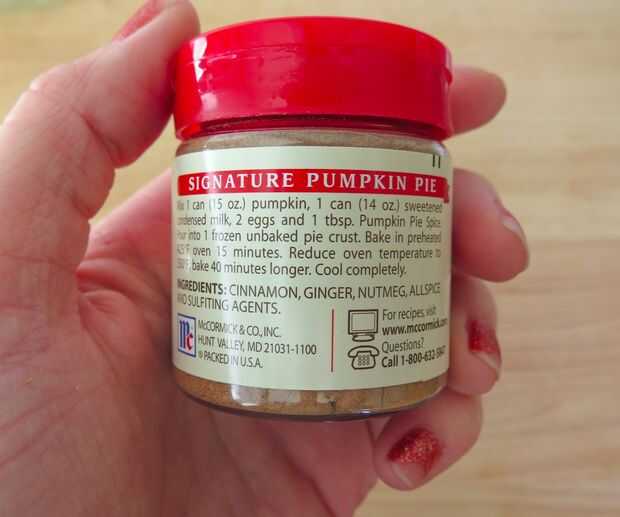 SIGNATURE PUMPKIN PIE
Mix 1 can (15 oz.) pumpkin, 1 can (14 oz.) sweetened
condensed milk, 2 eggs and 1 tbsp. Pumpkin Pie Spice.
Pour into 1 frozen unbaked pie crust. Bake in preheated
425°F oven 15 minutes. Reduce oven temperature to
350°F, bake 40 minutes longer. Cool completely.
INGREDIENTS: CINNAMON, GINGER, NUTMEG, ALLSPICE
AND SULFITING AGENTS.
Mc
McCORMICK & CO., INC.
HUNT VALLEY, MD 21031-1100
® PACKED IN U.S.A.
For recipes, visit
www.mccormick.com
Questions?
Call 1-800-632-5847